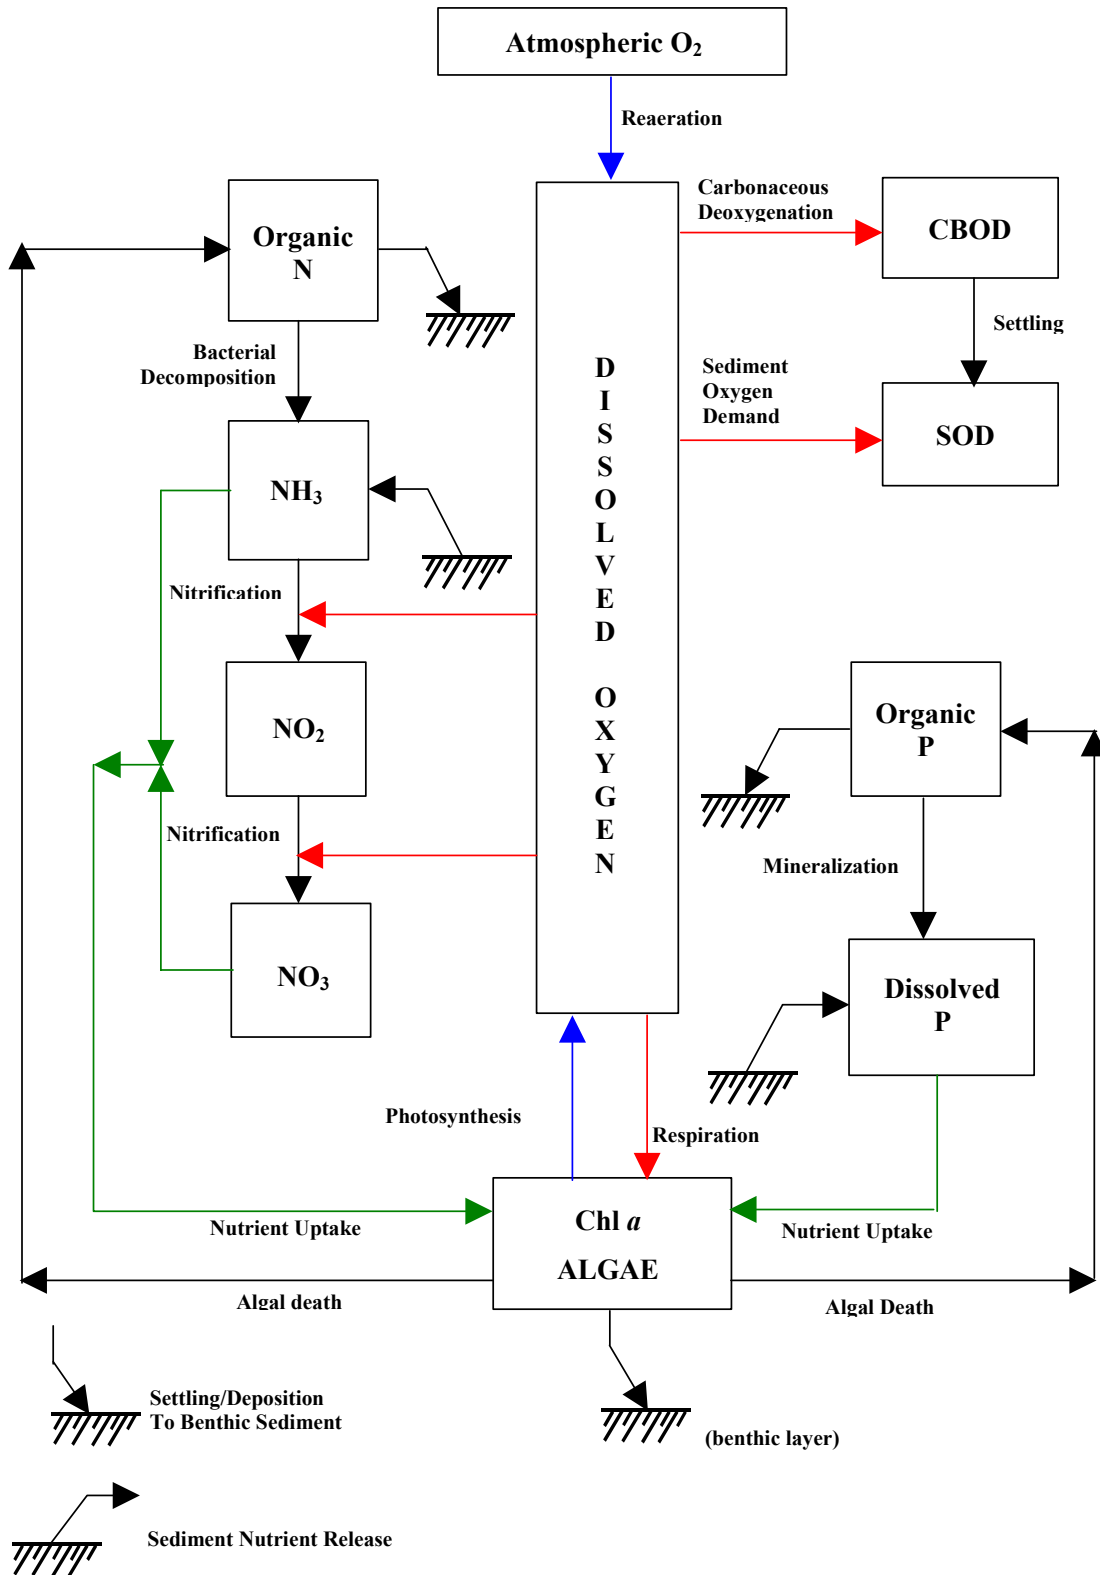 Atmospheric O₂
Reaeration
Carbonaceous
Deoxygenation
CBOD
Organic
N
Settling
Bacterial
Decomposition
Sediment
Oxygen
Demand
SOD
DISSOLVED OXYGEN
NH₃
Nitrification
NO₂
Organic
P
Nitrification
Mineralization
NO₃
Dissolved
P
Photosynthesis
Respiration
Chl a
ALGAE
Nutrient Uptake
Nutrient Uptake
Algal death
Algal Death
Settling/Deposition
To Benthic Sediment
(benthic layer)
Sediment Nutrient Release